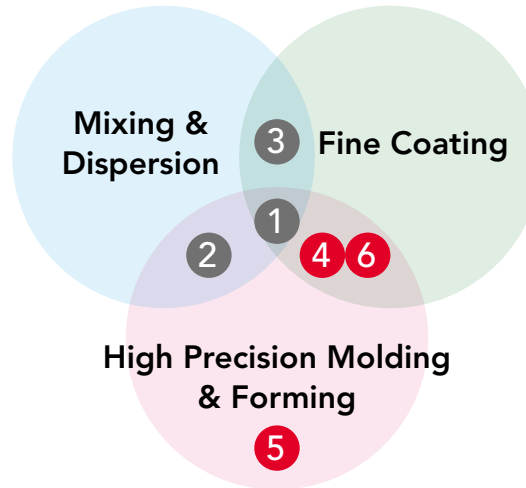 Mixing &
Dispersion
3
Fine Coating
1
2
4
6
High Precision Molding
& Forming
5